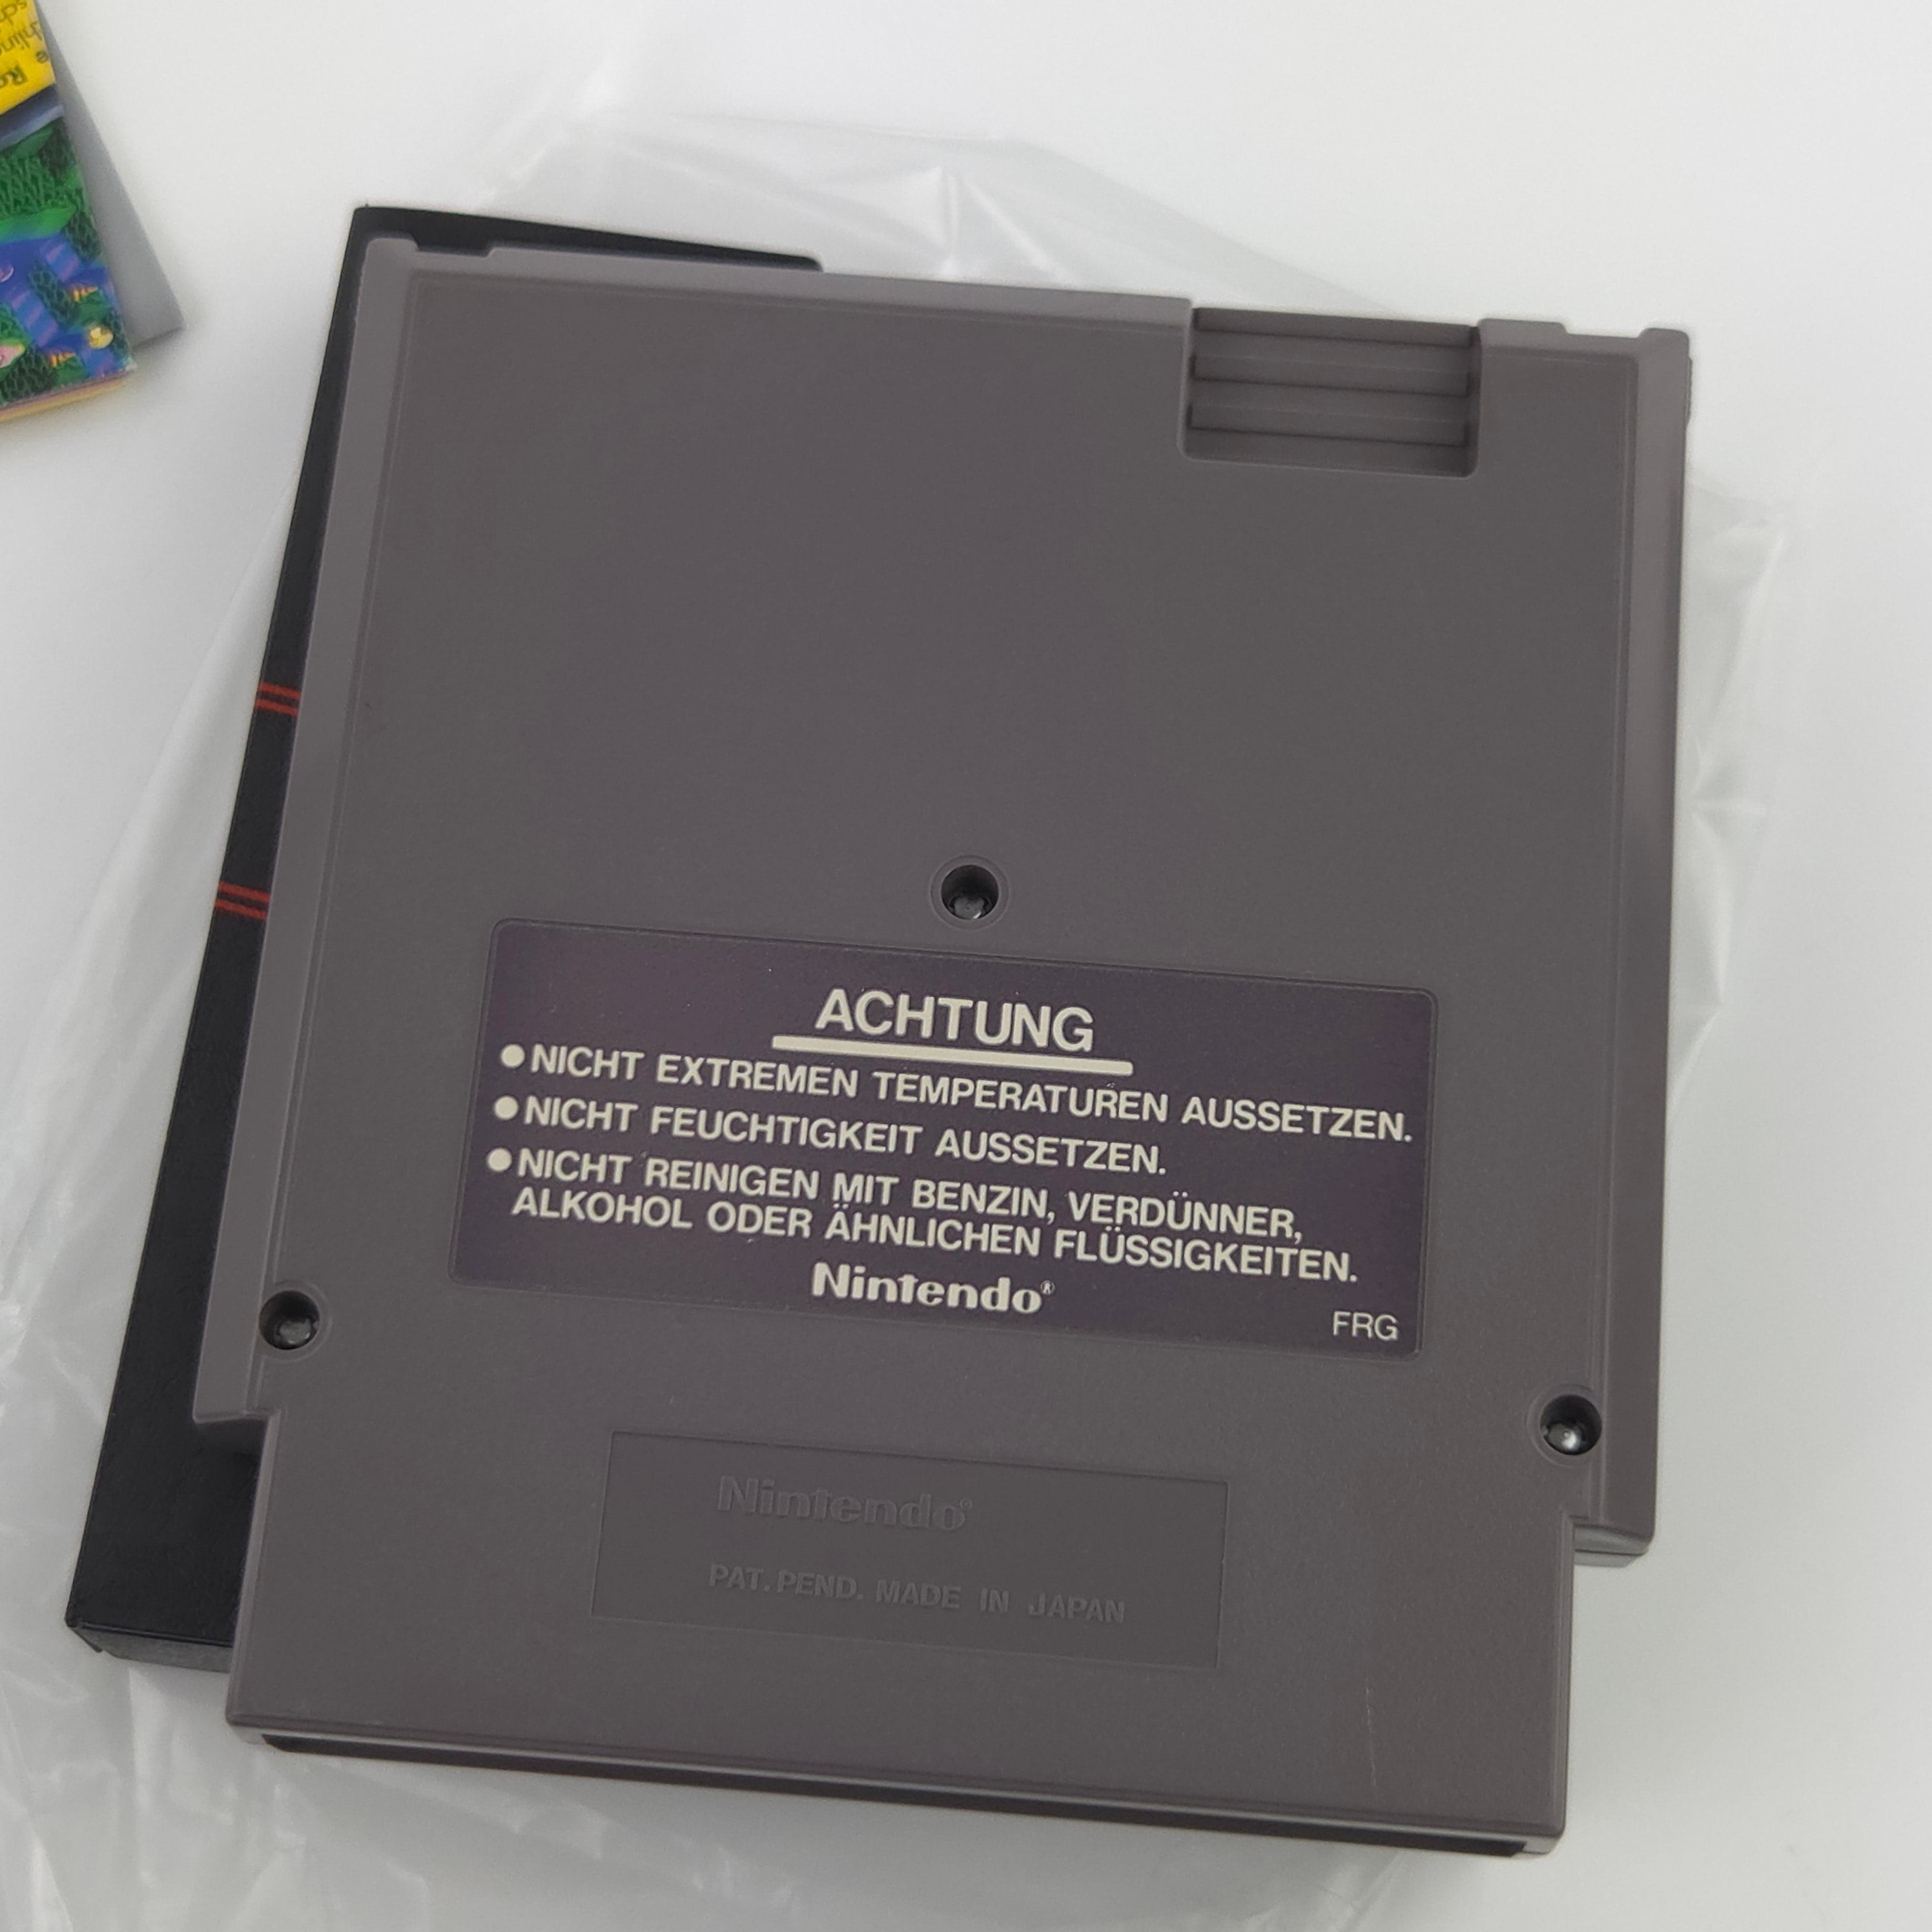 ACHTUNG
●NICHT EXTREMEN TEMPERATUREN AUSSETZEN.
●NICHT FEUCHTIGKEIT AUSSETZEN.
●NICHT REINIGEN MIT BENZIN, VERDÜNNER,
ALKOHOL ODER ÄHNLICHEN FLÜSSIGKEITEN.
Nintendo®
FRG
Nintendo®
PAT. PEND. MADE IN JAPAN